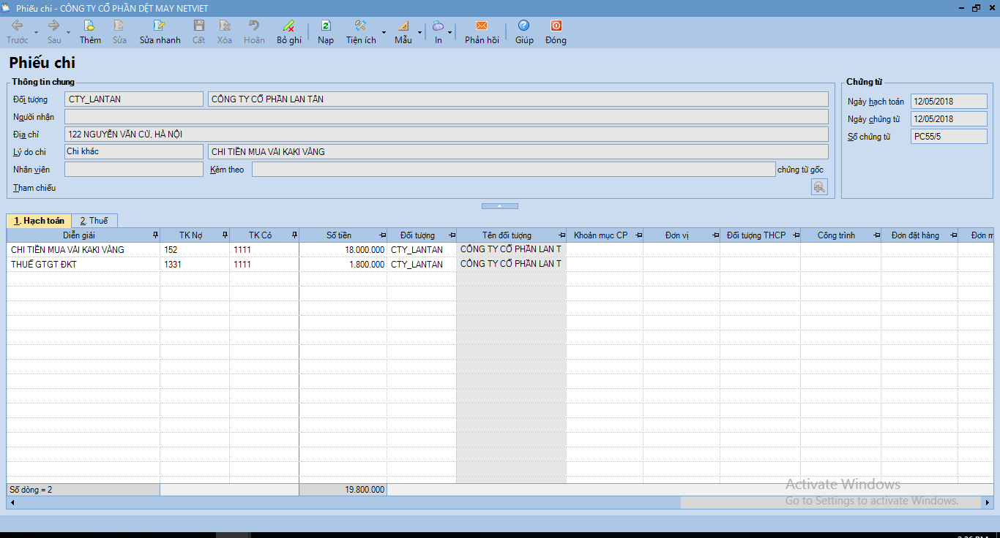 Phiếu chi - CÔNG TY CỔ PHẦN DỆT MAY NETVIET
Trước Sau Thêm Sửa Sửa nhanh Cất Xóa Hoãn Bỏ ghi Nạp Tiện ích Mẫu In Phản hồi Giúp Đóng
Phiếu chi
Thông tin chung
Đối tượng CTY_LANTAN CÔNG TY CỔ PHẦN LAN TÂN
Người nhận
Địa chỉ 122 NGUYỄN VĂN CỪ, HÀ NỘI
Lý do chi Chi khác CHI TIỀN MUA VẢI KAKI VÀNG
Nhân viên Kèm theo chứng từ gốc
Tham chiếu
Chứng từ
Ngày hạch toán 12/05/2018
Ngày chứng từ 12/05/2018
Số chứng từ PC55/5
1. Hạch toán 2. Thuế
Diễn giải TK Nợ TK Có Số tiền Đối tượng Tên đối tượng Khoản mục CP Đơn vị Đối tượng THCP Công trình Đơn đặt hàng Đơn m
CHI TIỀN MUA VẢI KAKI VÀNG 152 1111 18.000.000 CTY_LANTAN CÔNG TY CỔ PHẦN LAN T
THUẾ GTGT ĐKT 1331 1111 1.800.000 CTY_LANTAN CÔNG TY CỔ PHẦN LAN T
Số dòng = 2 19.800.000
Activate Windows
Go to Settings to activate Windows.